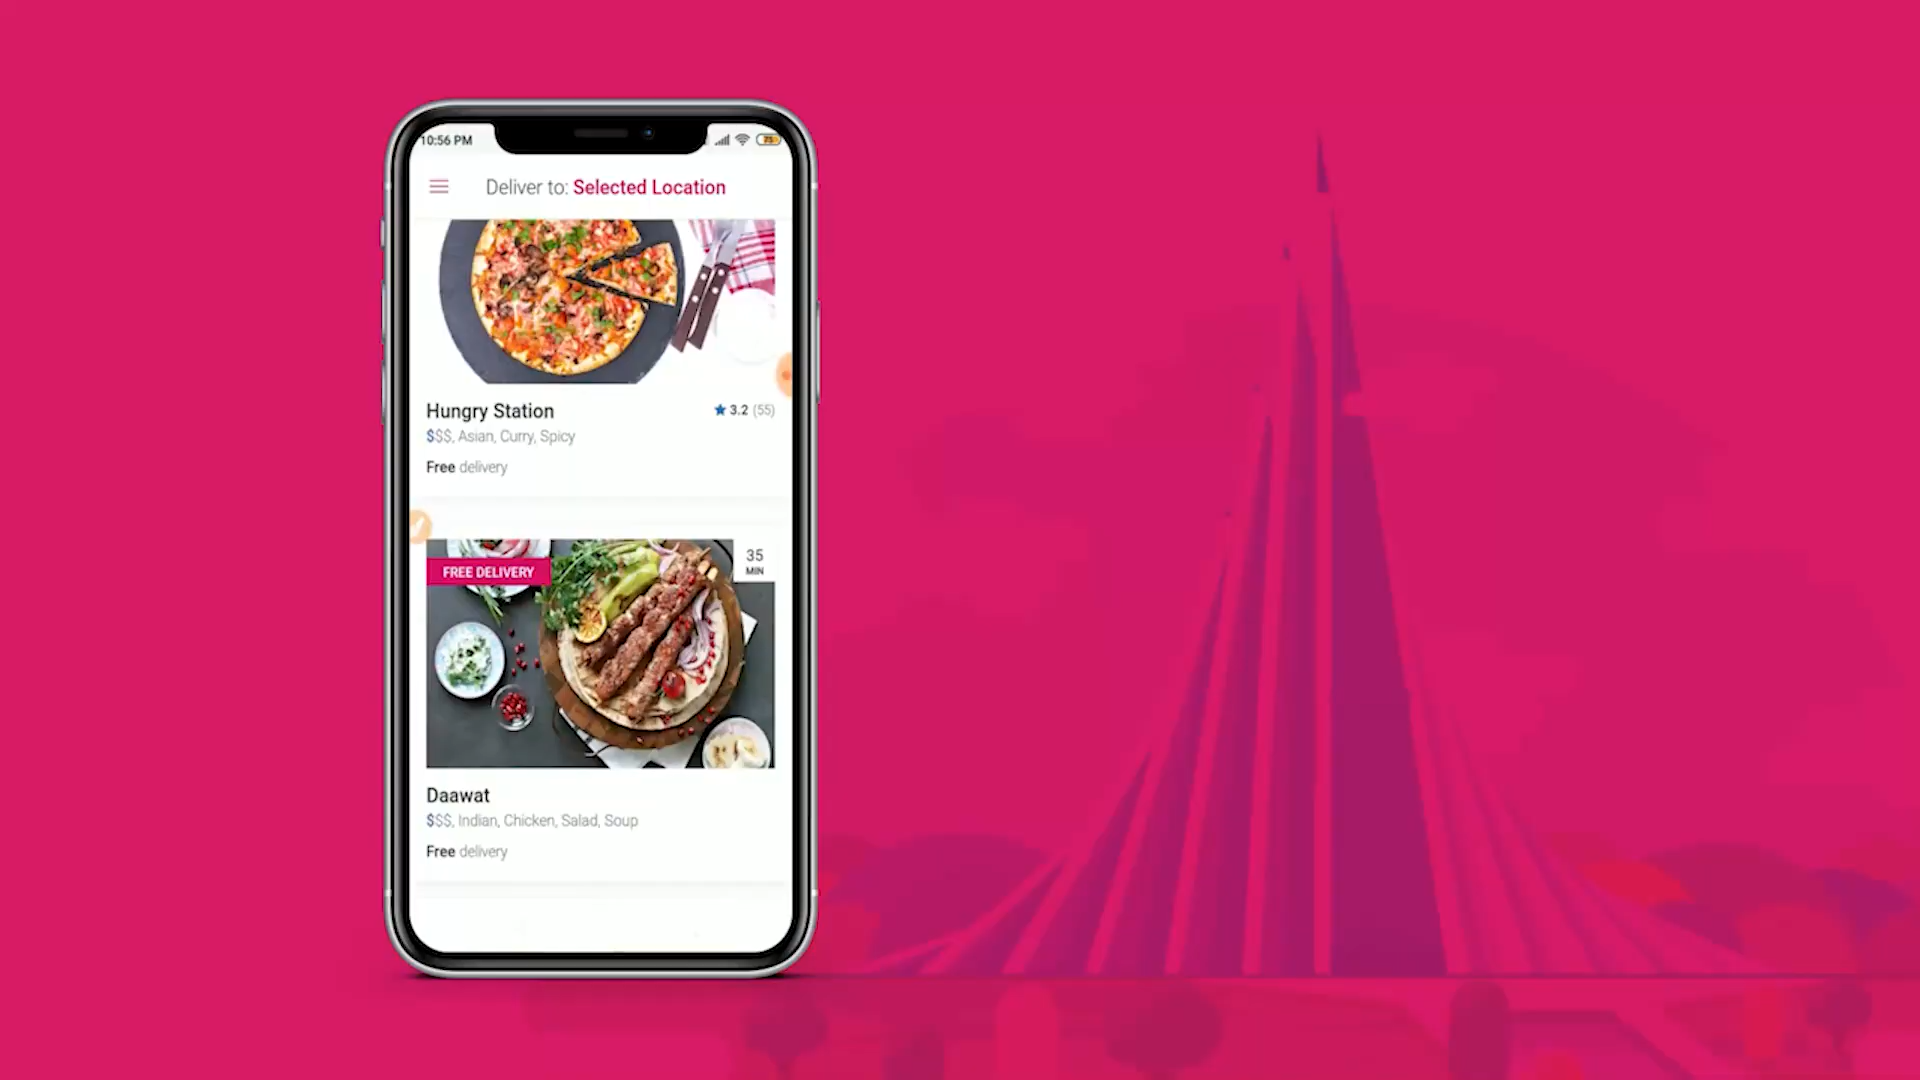 10:56 PM
Deliver to: Selected Location
Hungry Station
3.2 (55)
$$$, Asian, Curry, Spicy
Free delivery
FREE DELIVERY
35
MIN
Daawat
$$$, Indian, Chicken, Salad, Soup
Free delivery